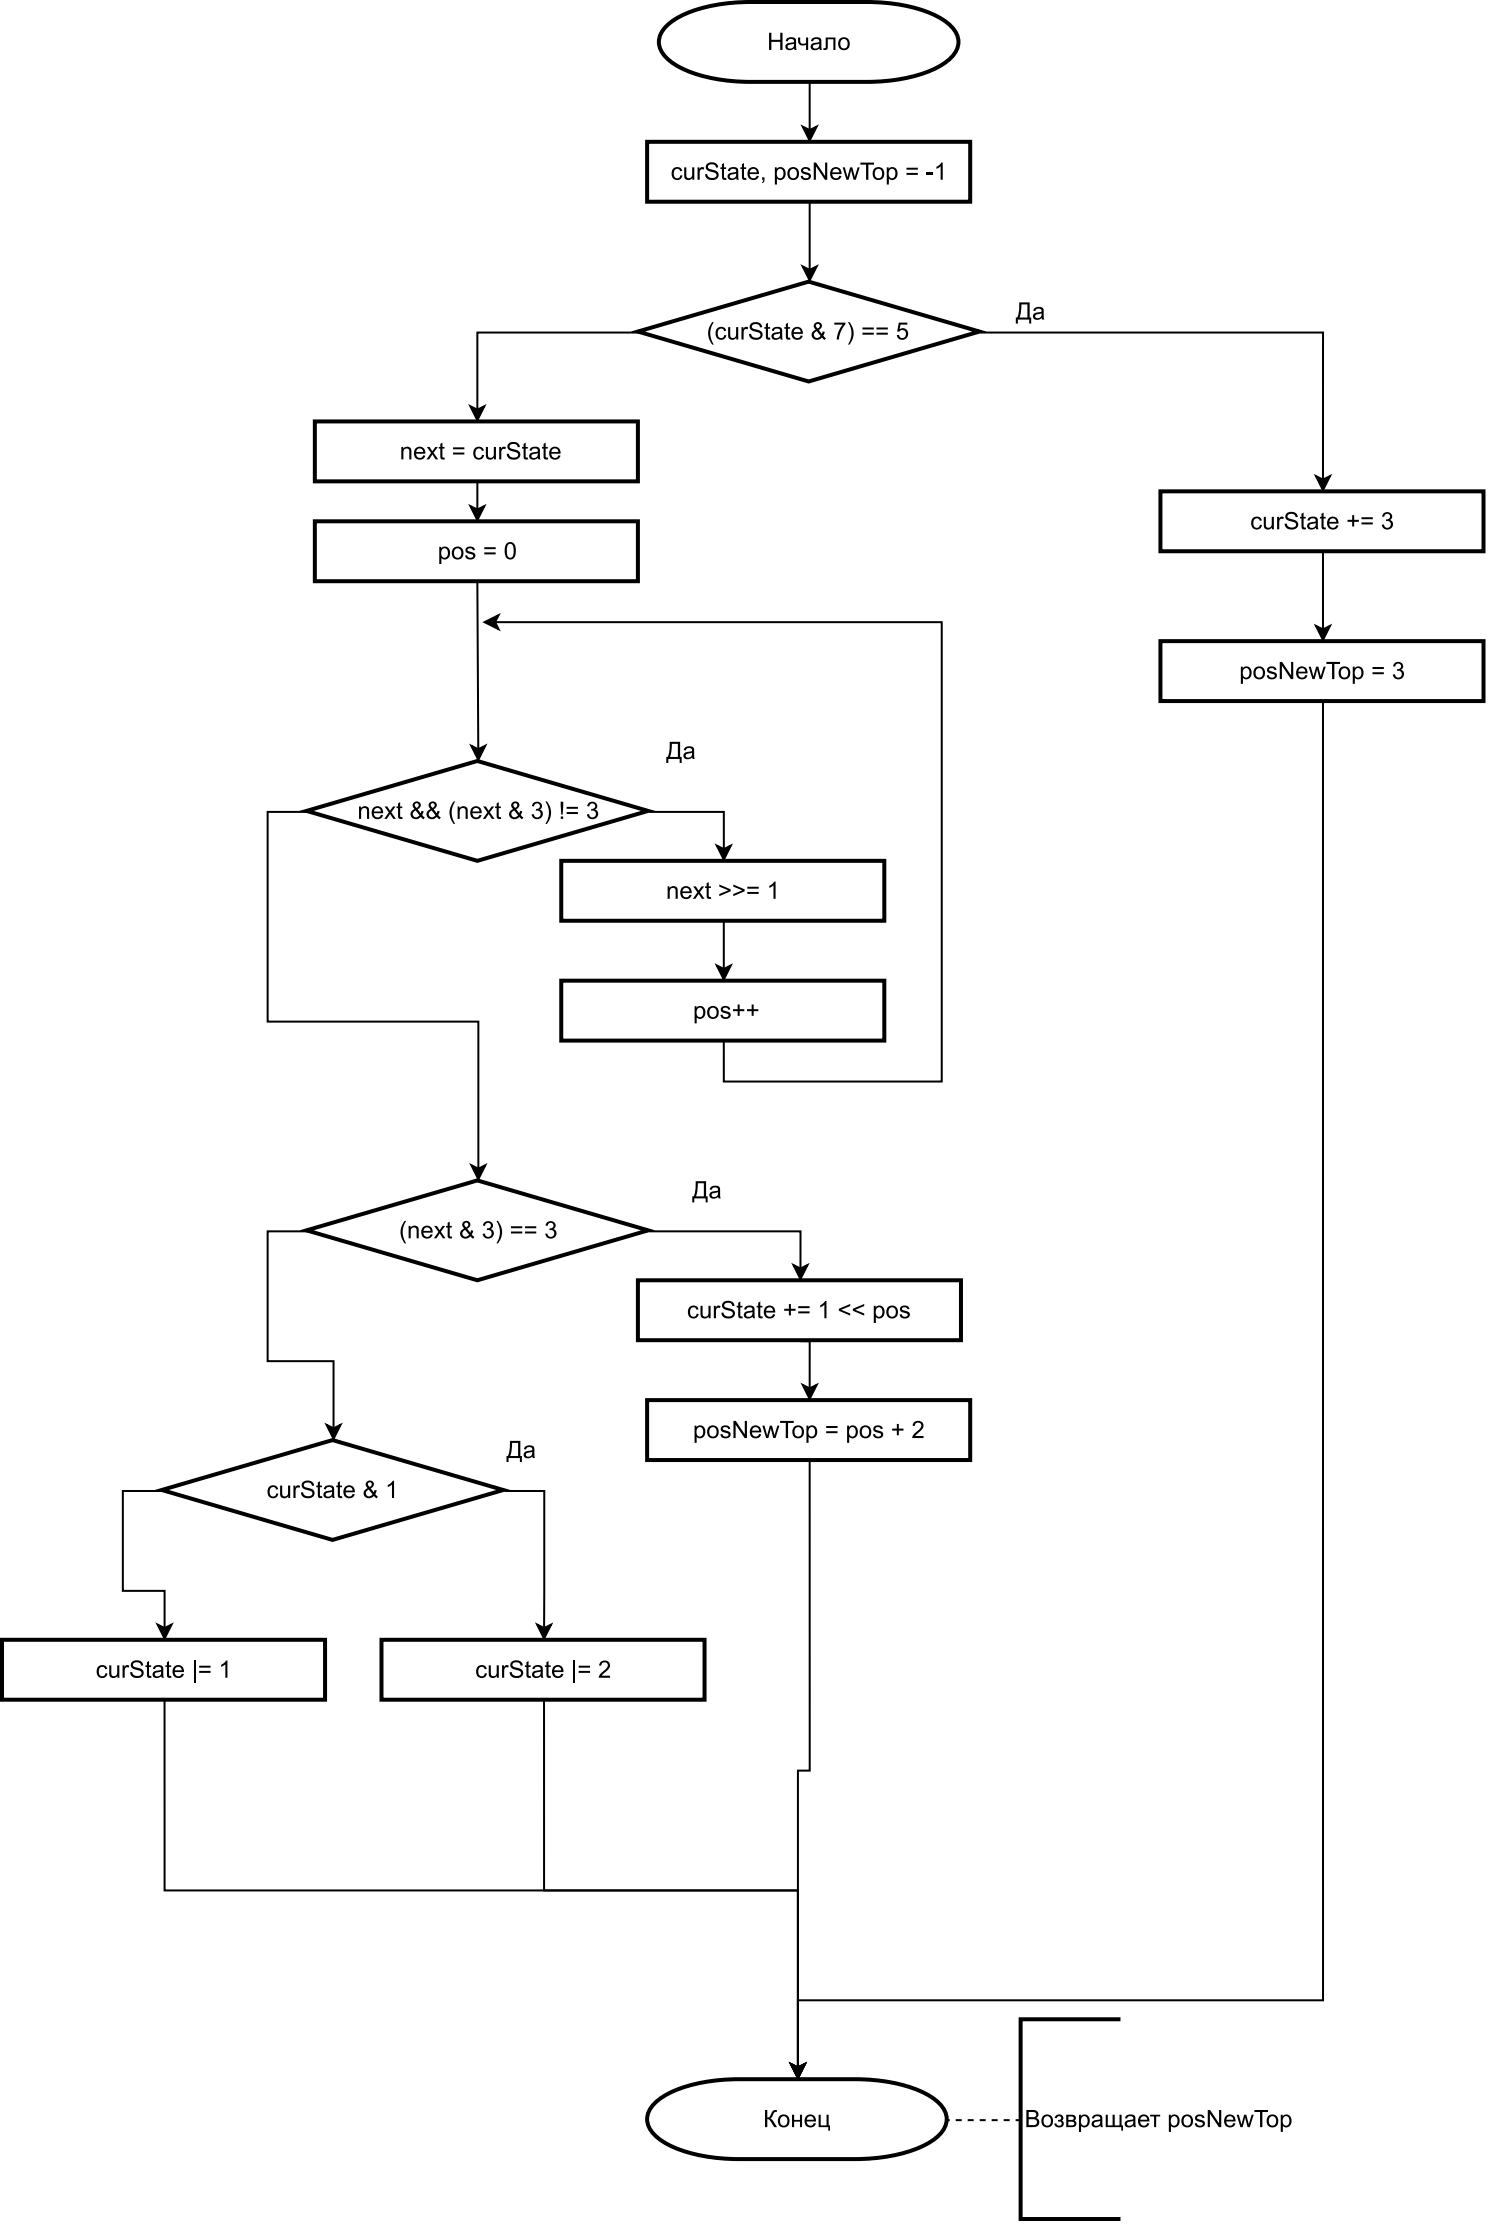 Начало
curState, posNewTop = -1
(curState & 7) == 5
Да
next = curState
curState += 3
pos = 0
posNewTop = 3
Да
next && (next & 3) != 3
next >>= 1
pos++
Да
(next & 3) == 3
curState += 1 << pos
posNewTop = pos + 2
Да
curState & 1
curState |= 1
curState |= 2
Конец
Возвращает posNewTop